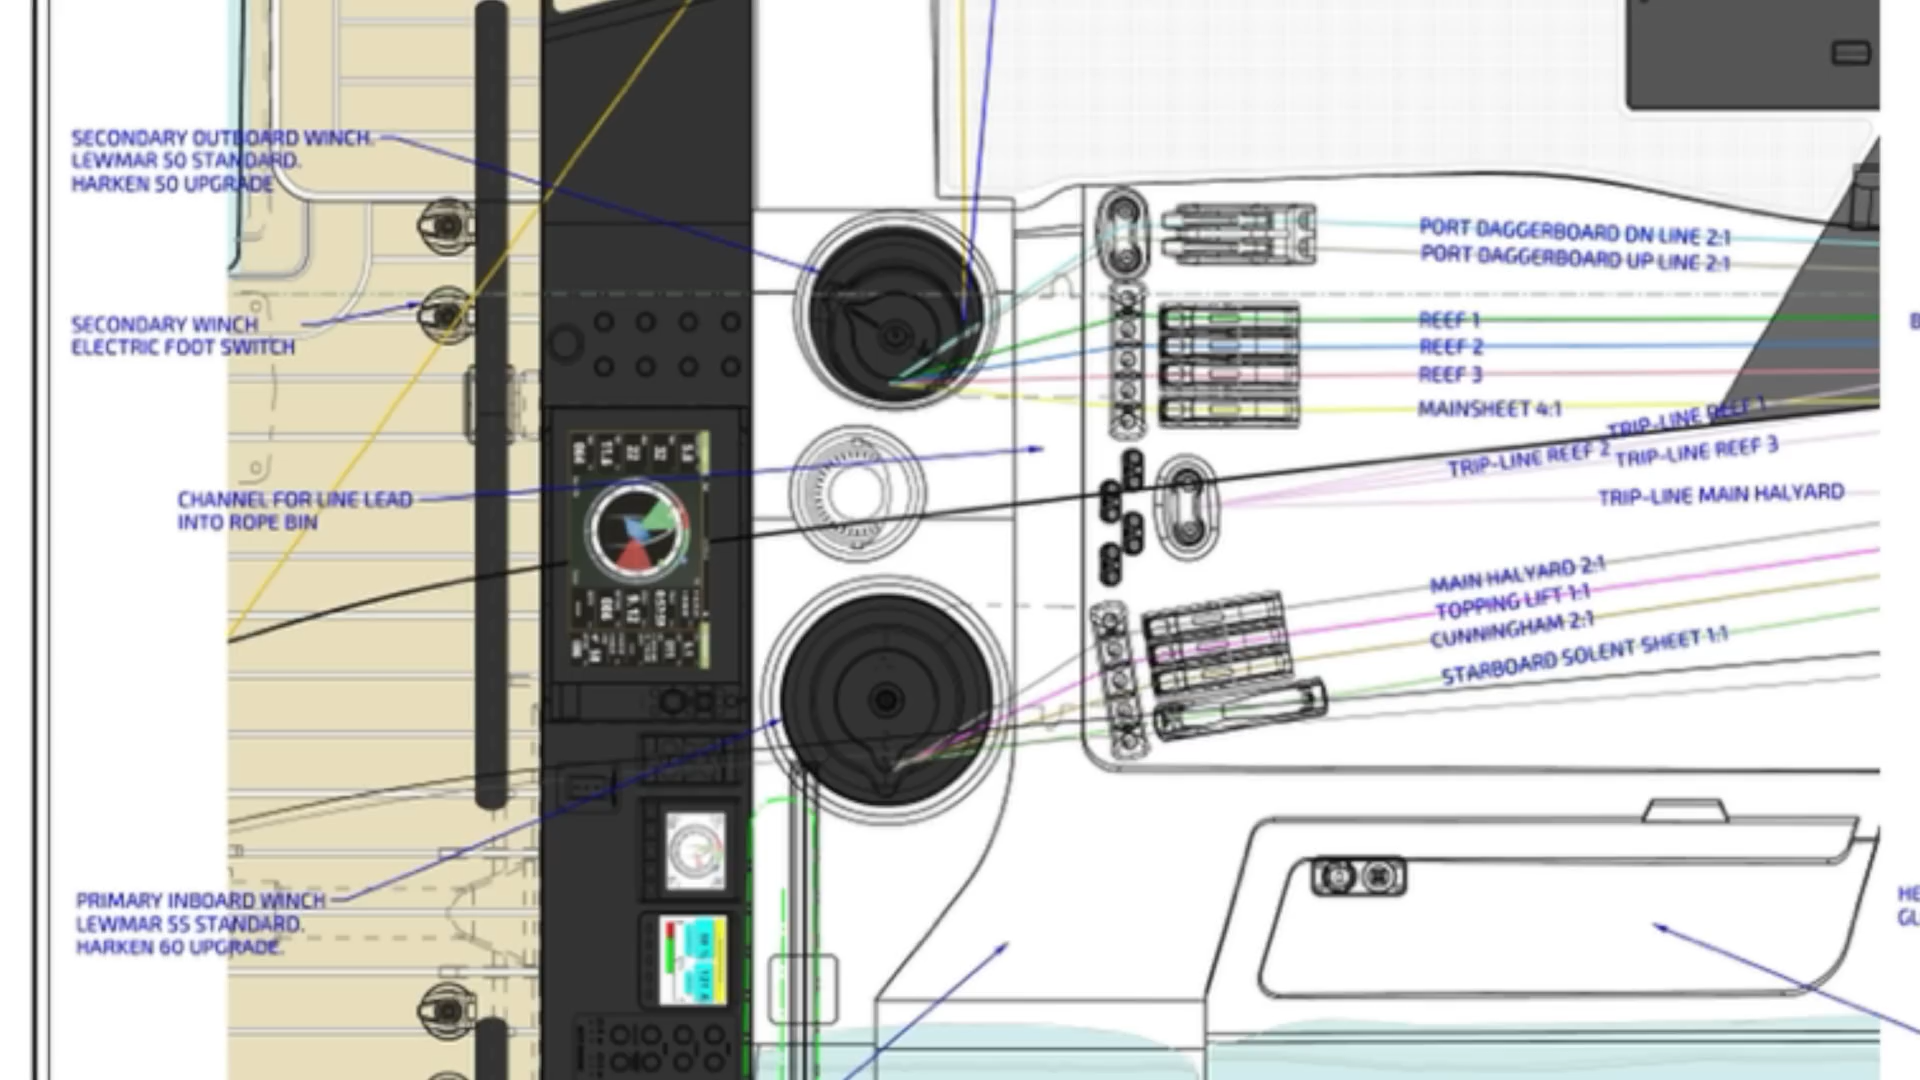 SECONDARY OUTBOARD WINCH.
LEWMAR 50 STANDARD.
HARKEN 50 UPGRADE
SECONDARY WINCH
ELECTRIC FOOT SWITCH
CHANNEL FOR LINE LEAD
INTO ROPE BIN
PRIMARY INBOARD WINCH
LEWMAR 55 STANDARD.
HARKEN 60 UPGRADE.
PORT DAGGERBOARD DN LINE 2:1
PORT DAGGERBOARD UP LINE 2:1
REEF 1
REEF 2
REEF 3
MAINSHEET 4:1
TRIP-LINE REEF 1
TRIP-LINE REEF 2
TRIP-LINE REEF 3
TRIP-LINE MAIN HALYARD
MAIN HALYARD 2:1
TOPPING LIFT 1:1
CUNNINGHAM 2:1
STARBOARD SOLENT SHEET 1:1
HE